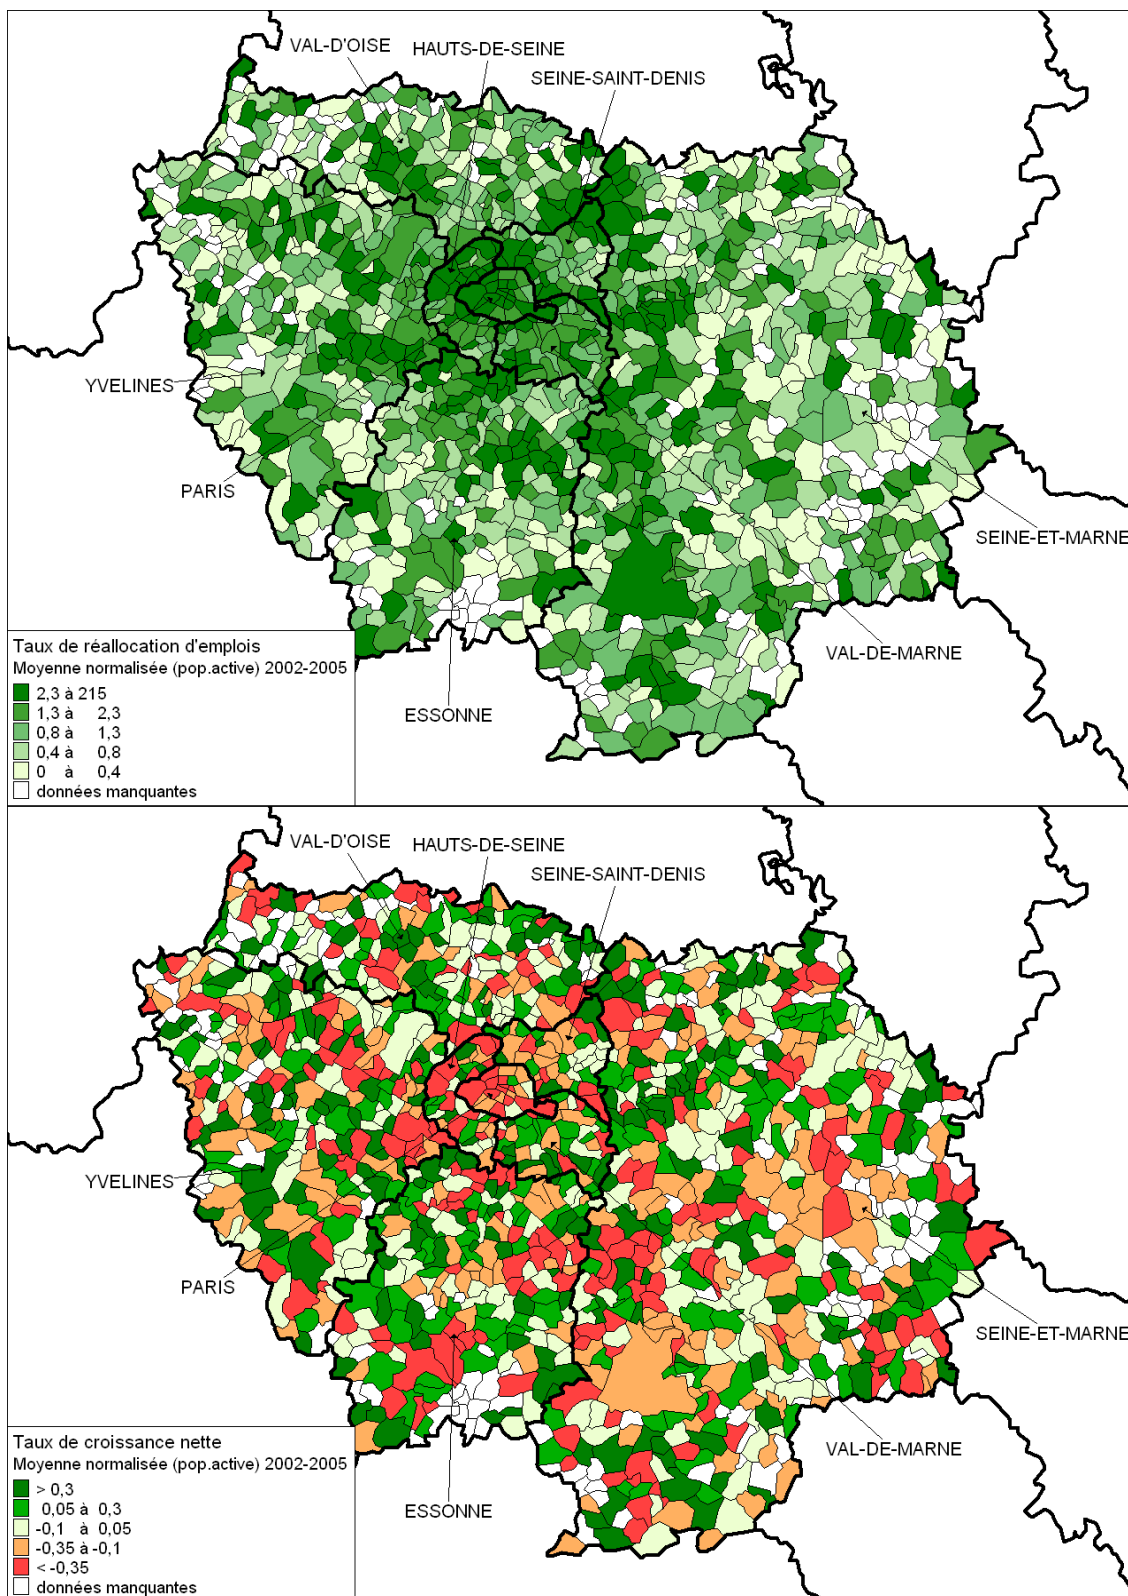 VAL-D'OISE
HAUTS-DE-SEINE
SEINE-SAINT-DENIS
YVELINES
PARIS
SEINE-ET-MARNE
VAL-DE-MARNE
ESSONNE
Taux de réallocation d'emplois
Moyenne normalisée (pop.active) 2002-2005
2,3 à 215
1,3 à 2,3
0,8 à 1,3
0,4 à 0,8
0 à 0,4
données manquantes
VAL-D'OISE
HAUTS-DE-SEINE
SEINE-SAINT-DENIS
YVELINES
PARIS
SEINE-ET-MARNE
VAL-DE-MARNE
ESSONNE
Taux de croissance nette
Moyenne normalisée (pop.active) 2002-2005
> 0,3
0,05 à 0,3
-0,1 à 0,05
-0,35 à -0,1
< -0,35
données manquantes